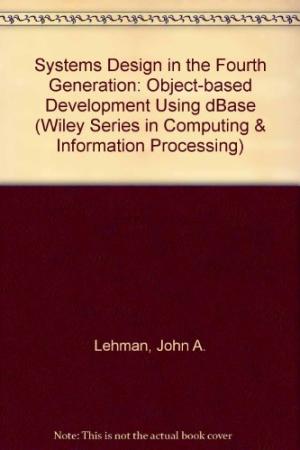 Systems Design in the Fourth
Generation: Object-based
Development Using dBase
(Wiley Series in Computing &
Information Processing)
Lehman, John A.
Note: This is not the actual book cover